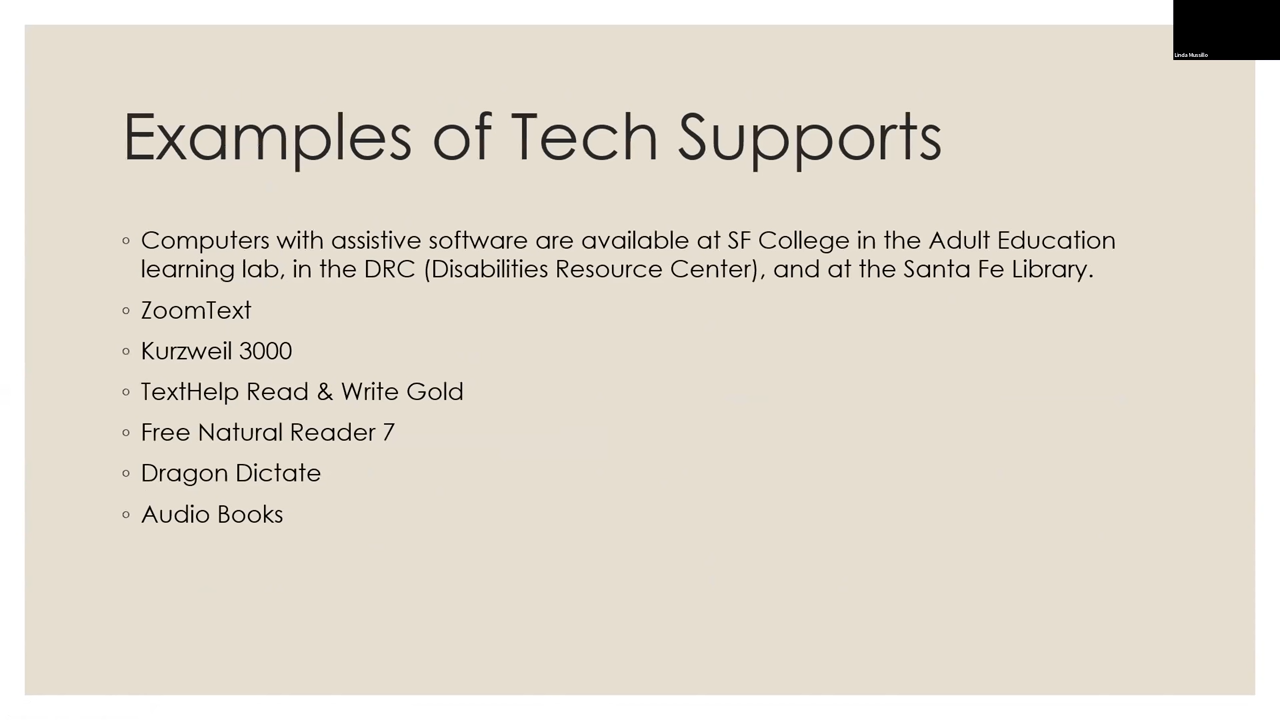 Linda Mussillo
Examples of Tech Supports
◦ Computers with assistive software are available at SF College in the Adult Education
learning lab, in the DRC (Disabilities Resource Center), and at the Santa Fe Library.
◦ ZoomText
◦ Kurzweil 3000
◦ TextHelp Read & Write Gold
◦ Free Natural Reader 7
◦ Dragon Dictate
◦ Audio Books